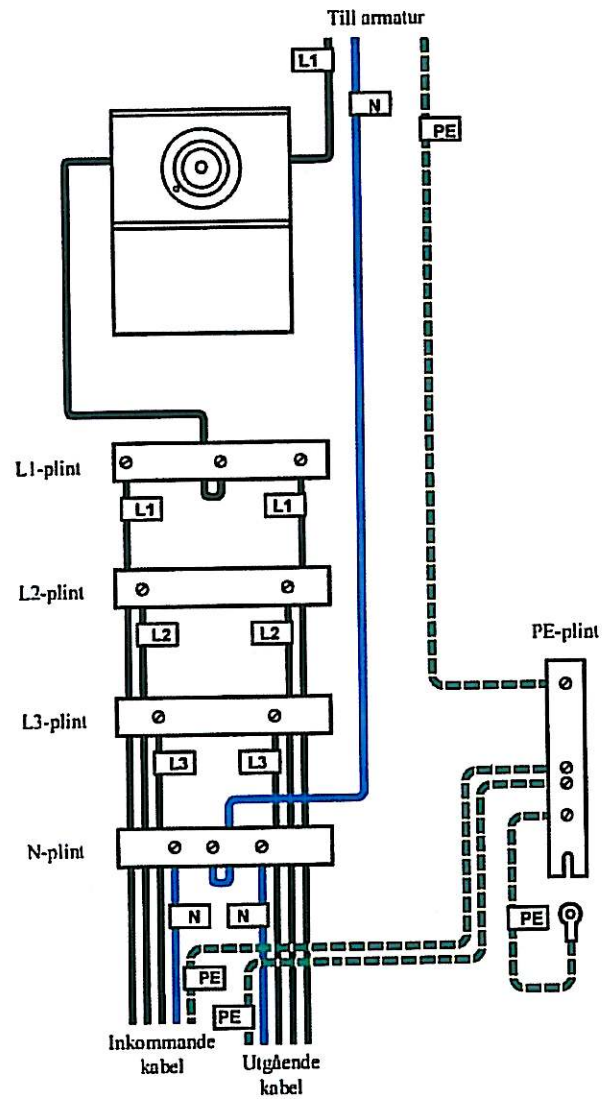 Till armatur
L1
N
PE
L1-plint
L1
L1
L2-plint
L2
L2
PE-plint
L3-plint
L3
L3
N-plint
N
N
PE
PE
PE
Inkommande
kabel
Utgående
kabel